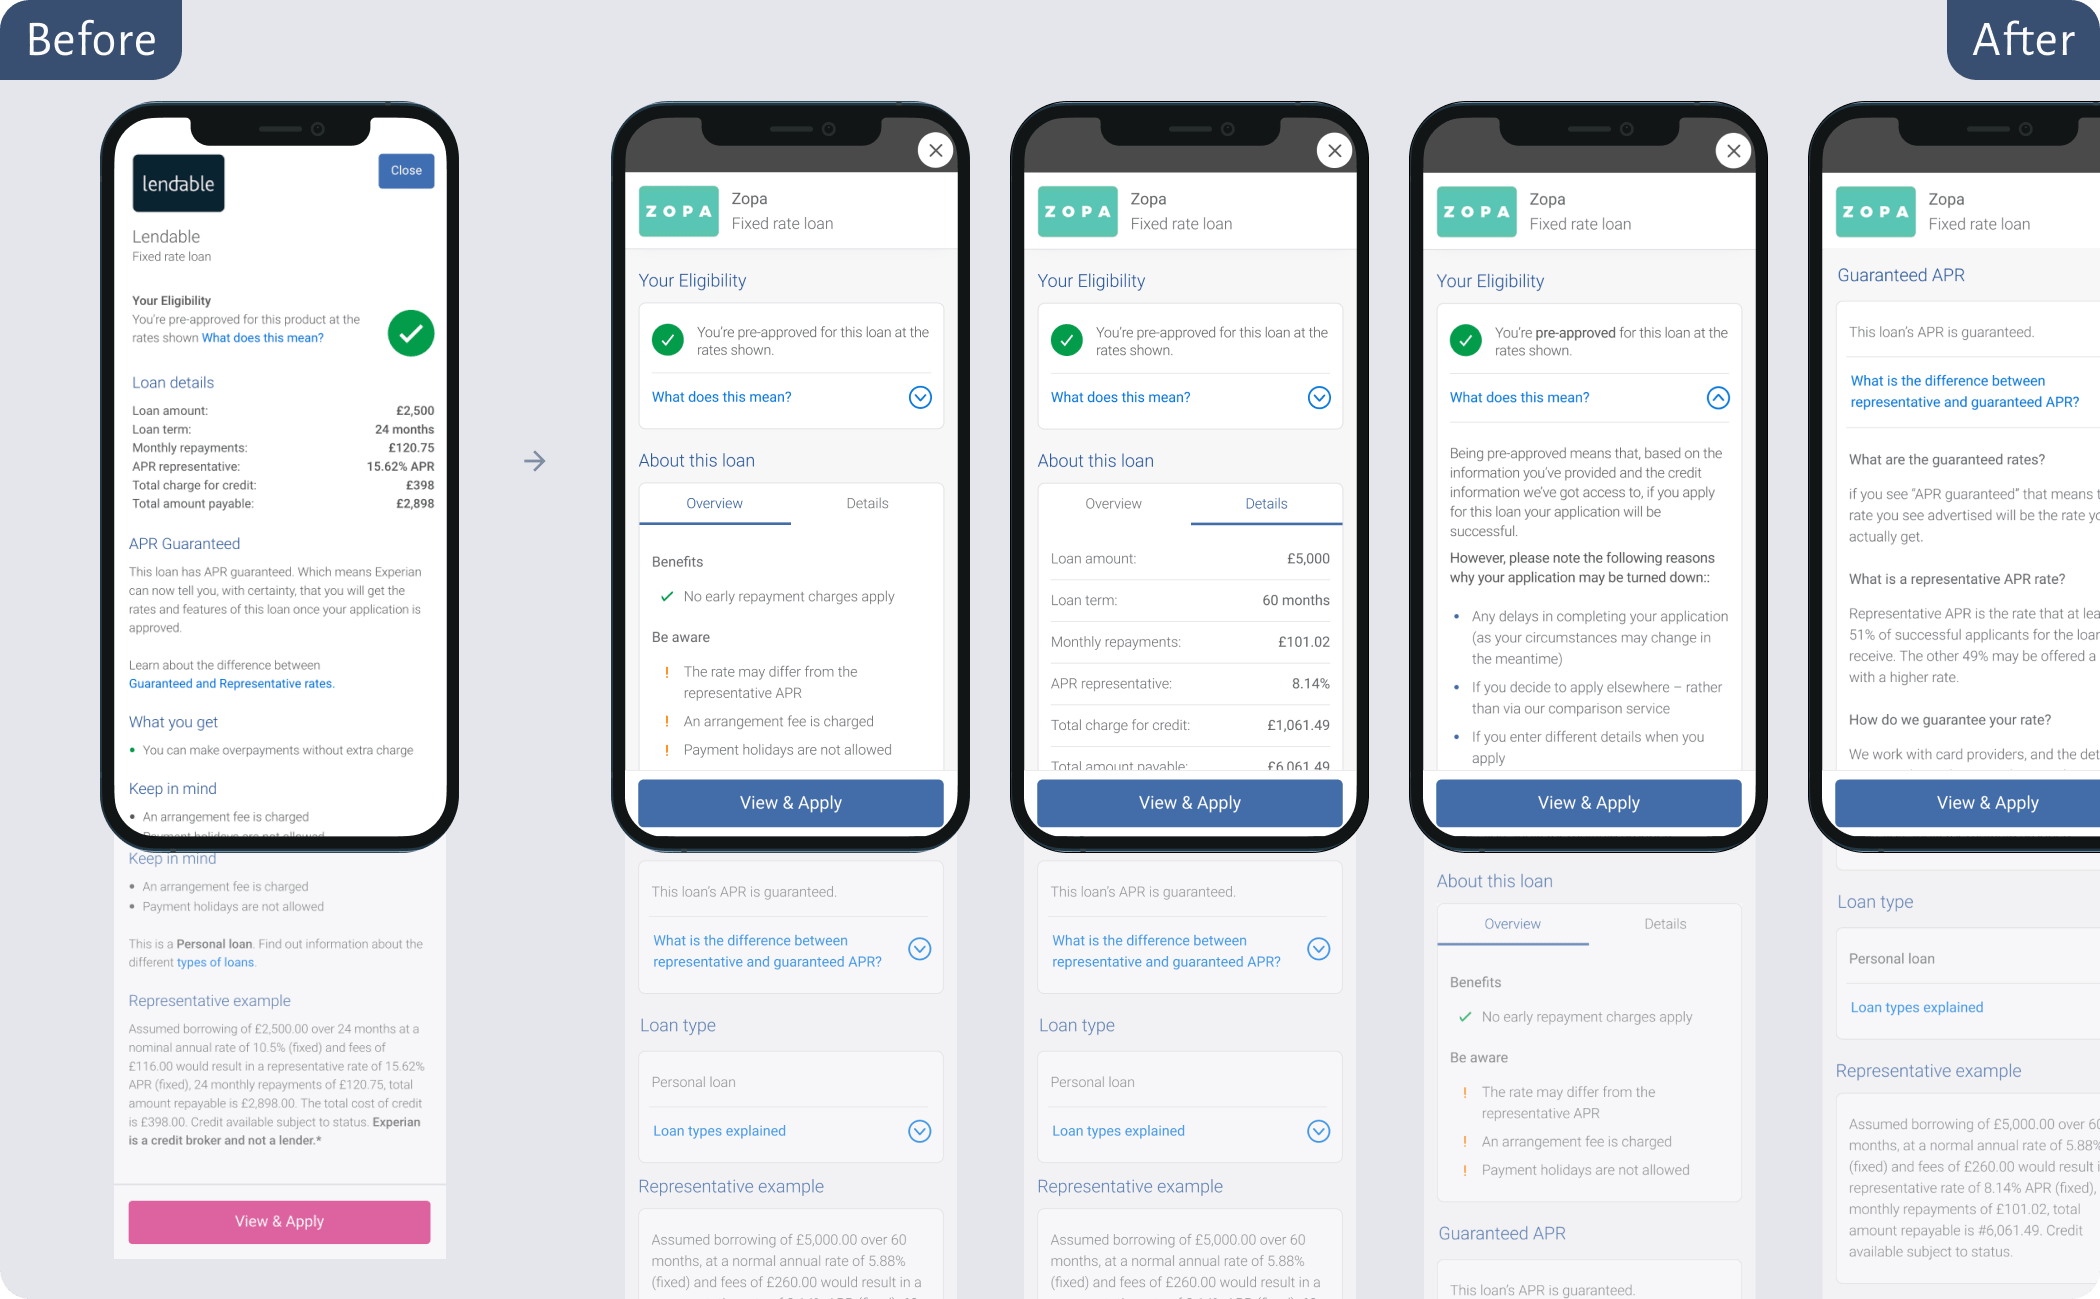 Before
After
lendable
Close
Lendable
Fixed rate loan
Your Eligibility
You're pre-approved for this product at the
rates shown What does this mean?
Loan details
Loan amount: £2,500
Loan term: 24 months
Monthly repayments: £120.75
APR representative: 15.62% APR
Total charge for credit: £398
Total amount payable: £2,898
APR Guaranteed
This loan has APR guaranteed. Which means Experian
can now tell you, with certainty, that you will get the
rates and features of this loan once your application is
approved.
Learn about the difference between
Guaranteed and Representative rates.
What you get
• You can make overpayments without extra charge
Keep in mind
• An arrangement fee is charged
Payment holidays are not allowed
Keep in mind
• An arrangement fee is charged
• Payment holidays are not allowed
This is a Personal loan. Find out information about the
different types of loans.
Representative example
Assumed borrowing of £2,500.00 over 24 months at a
nominal annual rate of 10.5% (fixed) and fees of
£116.00 would result in a representative rate of 15.62%
APR (fixed), 24 monthly repayments of £120.75, total
amount repayable is £2,898.00. The total cost of credit
is £398.00. Credit available subject to status. Experian
is a credit broker and not a lender.*
View & Apply
ZOPA
Zopa
Fixed rate loan
Your Eligibility
You're pre-approved for this loan at the
rates shown.
What does this mean?
About this loan
Overview Details
Benefits
No early repayment charges apply
Be aware
! The rate may differ from the
representative APR
! An arrangement fee is charged
! Payment holidays are not allowed
View & Apply
This loan's APR is guaranteed.
What is the difference between
representative and guaranteed APR?
Loan type
Personal loan
Loan types explained
Representative example
Assumed borrowing of £5,000.00 over 60
months, at a normal annual rate of 5.88%
(fixed) and fees of £260.00 would result in a
ZOPA
Zopa
Fixed rate loan
Your Eligibility
You're pre-approved for this loan at the
rates shown.
What does this mean?
About this loan
Overview Details
Loan amount: £5,000
Loan term: 60 months
Monthly repayments: £101.02
APR representative: 8.14%
Total charge for credit: £1,061.49
Total amount payable: £6,061.49
View & Apply
This loan's APR is guaranteed.
What is the difference between
representative and guaranteed APR?
Loan type
Personal loan
Loan types explained
Representative example
Assumed borrowing of £5,000.00 over 60
months, at a normal annual rate of 5.88%
(fixed) and fees of £260.00 would result in a
ZOPA
Zopa
Fixed rate loan
Your Eligibility
You're pre-approved for this loan at the
rates shown.
What does this mean?
Being pre-approved means that, based on the
information you've provided and the credit
information we've got access to, if you apply
for this loan your application will be
successful.
However, please note the following reasons
why your application may be turned down::
• Any delays in completing your application
(as your circumstances may change in
the meantime)
• If you decide to apply elsewhere – rather
than via our comparison service
• If you enter different details when you
apply
View & Apply
About this loan
Overview Details
Benefits
No early repayment charges apply
Be aware
! The rate may differ from the
representative APR
! An arrangement fee is charged
! Payment holidays are not allowed
Guaranteed APR
This loan's APR is guaranteed.
ZOPA
Zopa
Fixed rate loan
Guaranteed APR
This loan's APR is guaranteed.
What is the difference between
representative and guaranteed APR?
What are the guaranteed rates?
if you see "APR guaranteed" that means
rate you see advertised will be the rate
actually get.
What is a representative APR rate?
Representative APR is the rate that at
51% of successful applicants for the
receive. The other 49% may be offered a
with a higher rate.
How do we guarantee your rate?
We work with card providers, and the
View & Apply
Loan type
Personal loan
Loan types explained
Representative example
Assumed borrowing of £5,000.00 over
months, at a normal annual rate of 5.88%
(fixed) and fees of £260.00 would result
representative rate of 8.14% APR (fixed),
monthly repayments of £101.02, total
amount repayable is #6,061.49. Credit
available subject to status.